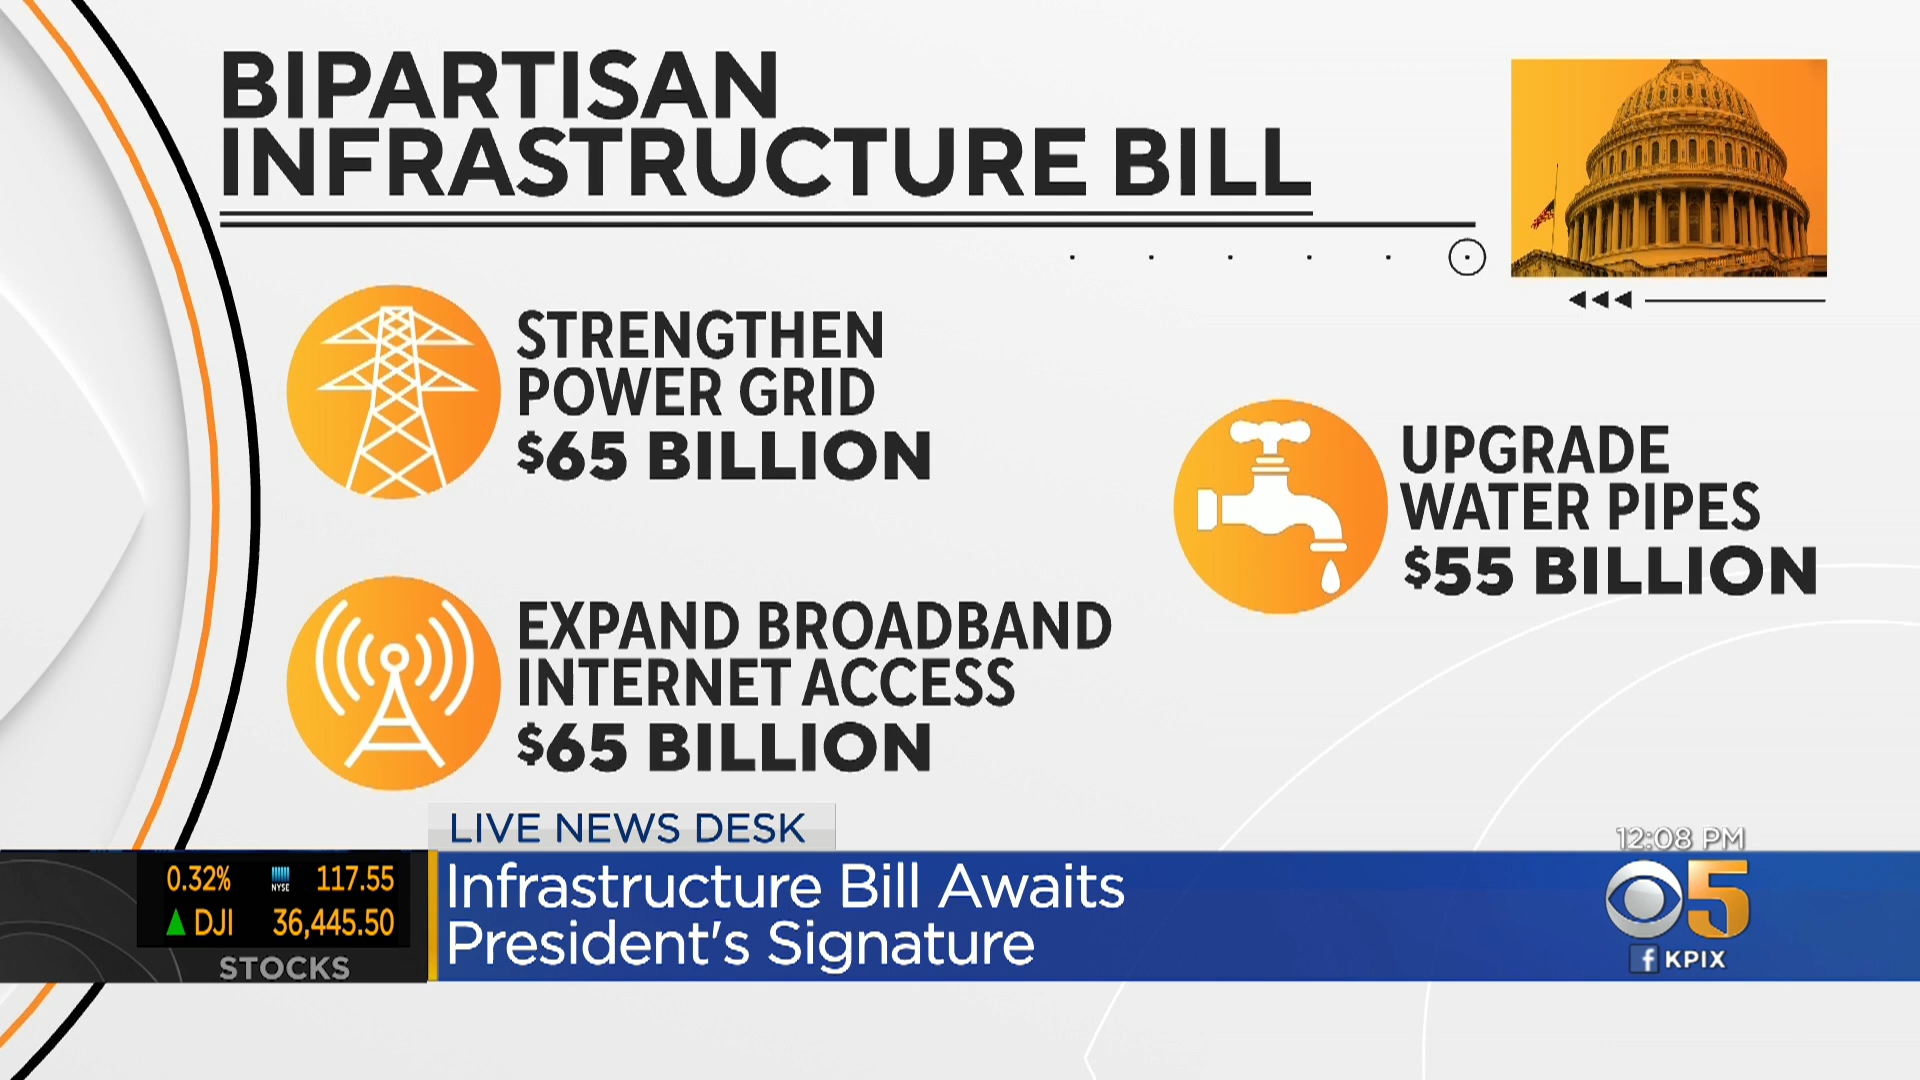 BIPARTISAN
INFRASTRUCTURE BILL
STRENGTHEN
POWER GRID
$65 BILLION
EXPAND BROADBAND
INTERNET ACCESS
$65 BILLION
UPGRADE
WATER PIPES
$55 BILLION
LIVE NEWS DESK
Infrastructure Bill Awaits
President's Signature
0.32% NYSE 117.55
DJI 36,445.50
STOCKS
12:08 PM
5
f KPIX